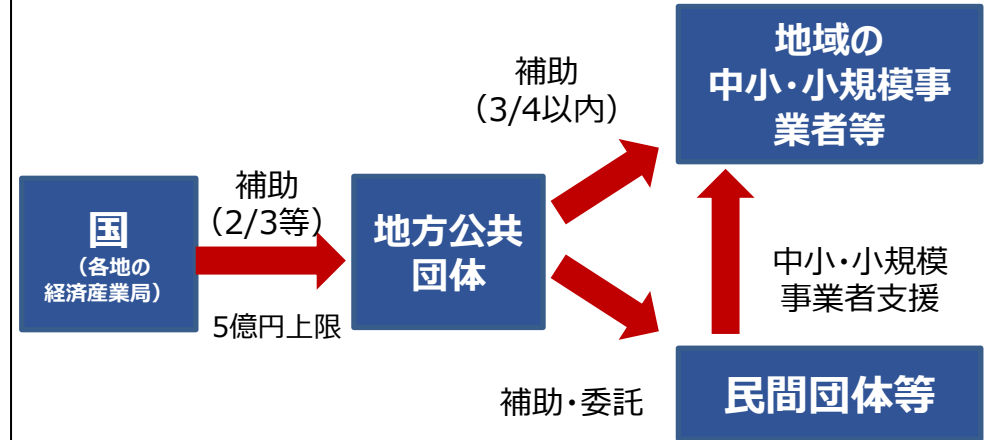 国
（各地の
経済産業局）
補助
（2/3等）
5億円上限
地方公共
団体
補助
（3/4以内）
地域の
中小・小規模事
業者等
補助・委託
民間団体等
中小・小規模
事業者支援